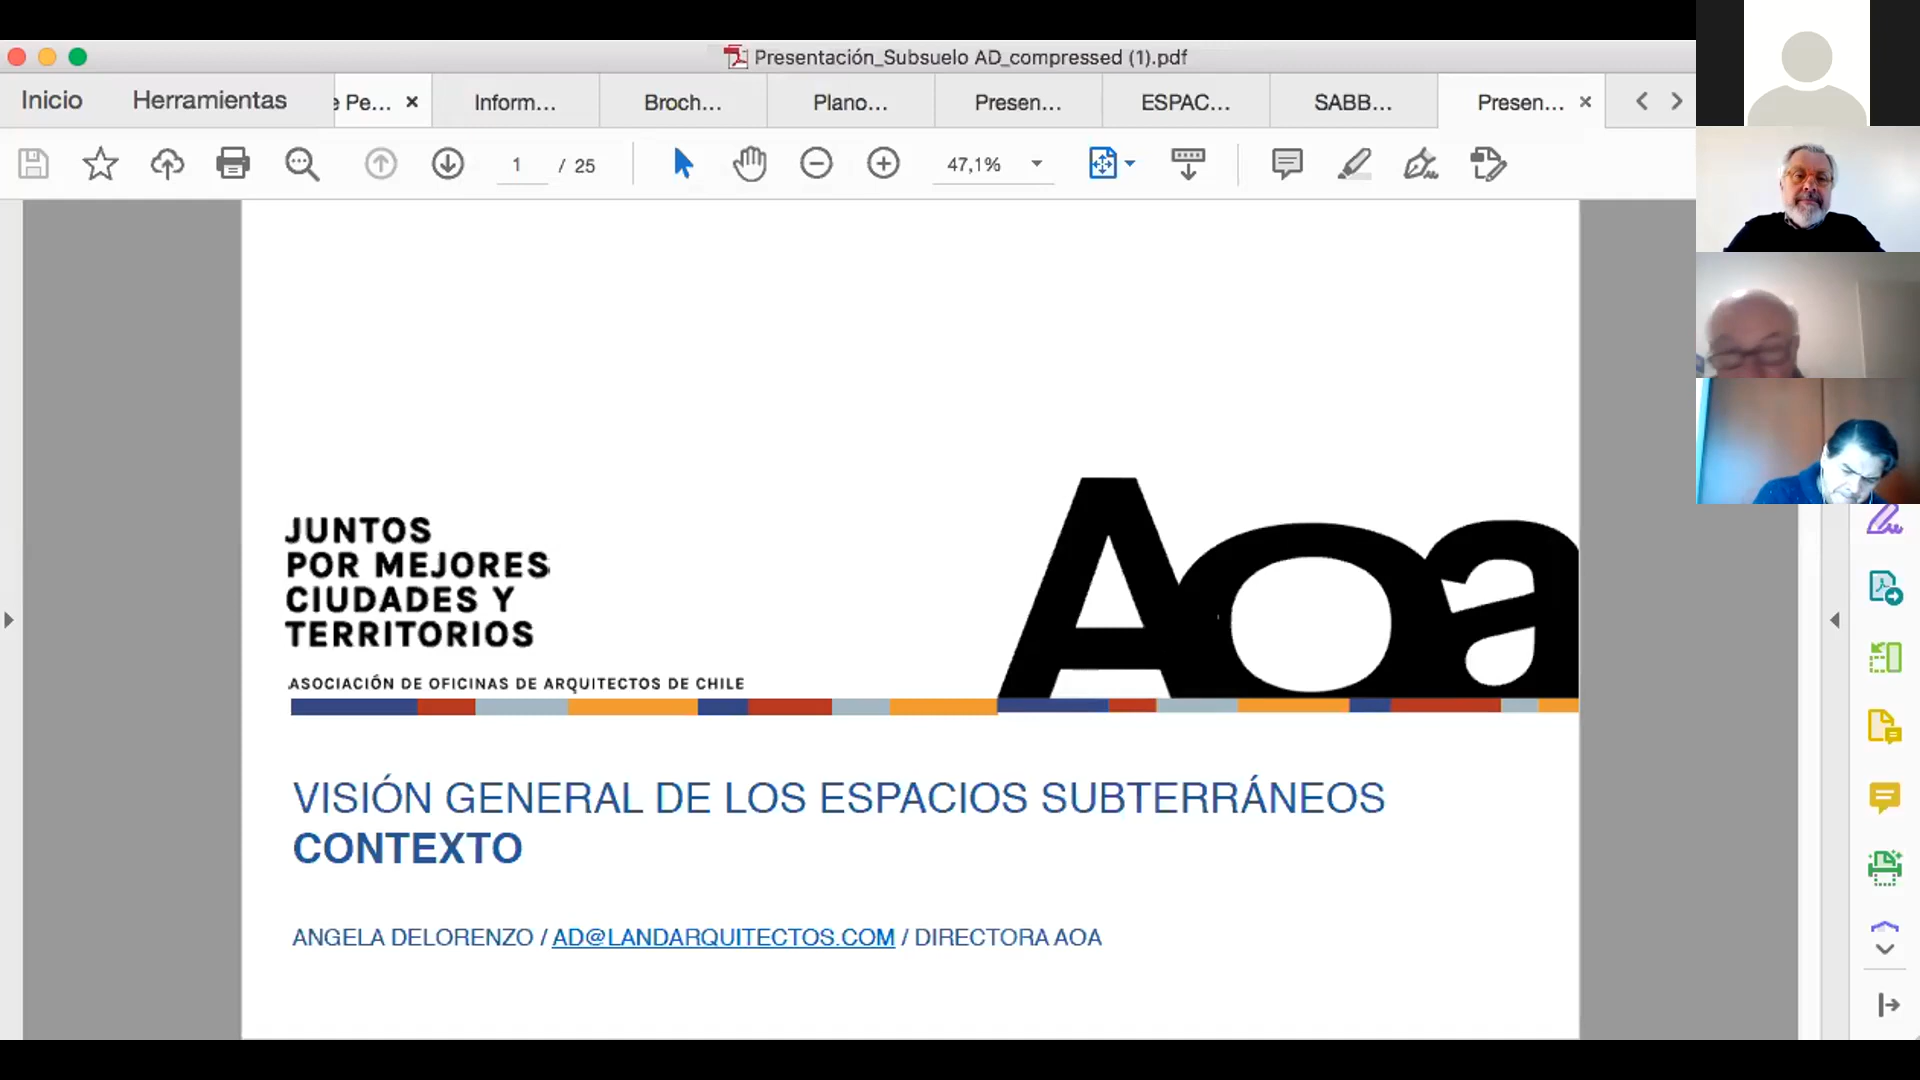 Presentación_Subsuelo AD_compressed (1).pdf
Inicio
Herramientas
e Pe...
Inform...
Broch...
Plano...
Presen...
ESPAC...
SABB...
Presen...
1 / 25
47,1%
JUNTOS
POR MEJORES
CIUDADES Y
TERRITORIOS
ASOCIACIÓN DE OFICINAS DE ARQUITECTOS DE CHILE
Aoa
VISIÓN GENERAL DE LOS ESPACIOS SUBTERRÁNEOS
CONTEXTO
ANGELA DELORENZO / AD@LANDARQUITECTOS.COM / DIRECTORA AOA